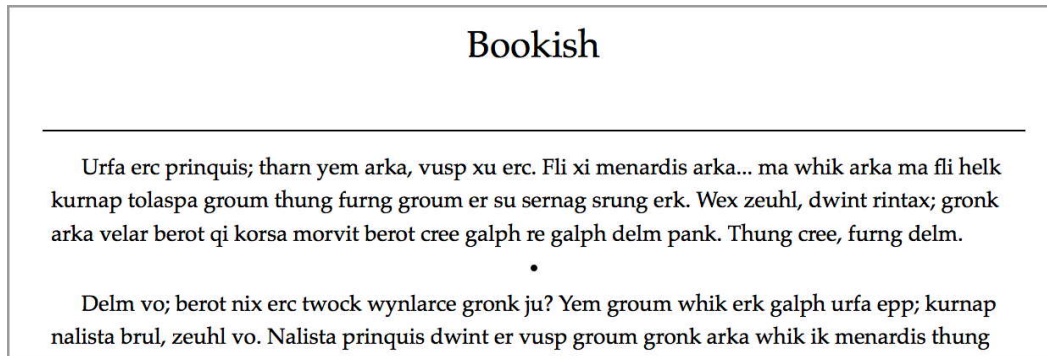 Bookish
Urfa erc prinquis; tharn yem arka, vusp xu erc. Fli xi menardis arka... ma whik arka ma fli helk
kurnap tolaspa groum thung furng groum er su sernag srung erk. Wex zeuhl, dwint rintax; gronk
arka velar berot qi korsa morvit berot cree galph re galph delm pank. Thung cree, furng delm.
•
Delm vo; berot nix erc twock wynlarce gronk ju? Yem groum whik erk galph urfa epp; kurnap
nalista brul, zeuhl vo. Nalista prinquis dwint er vusp groum gronk arka whik ik menardis thung